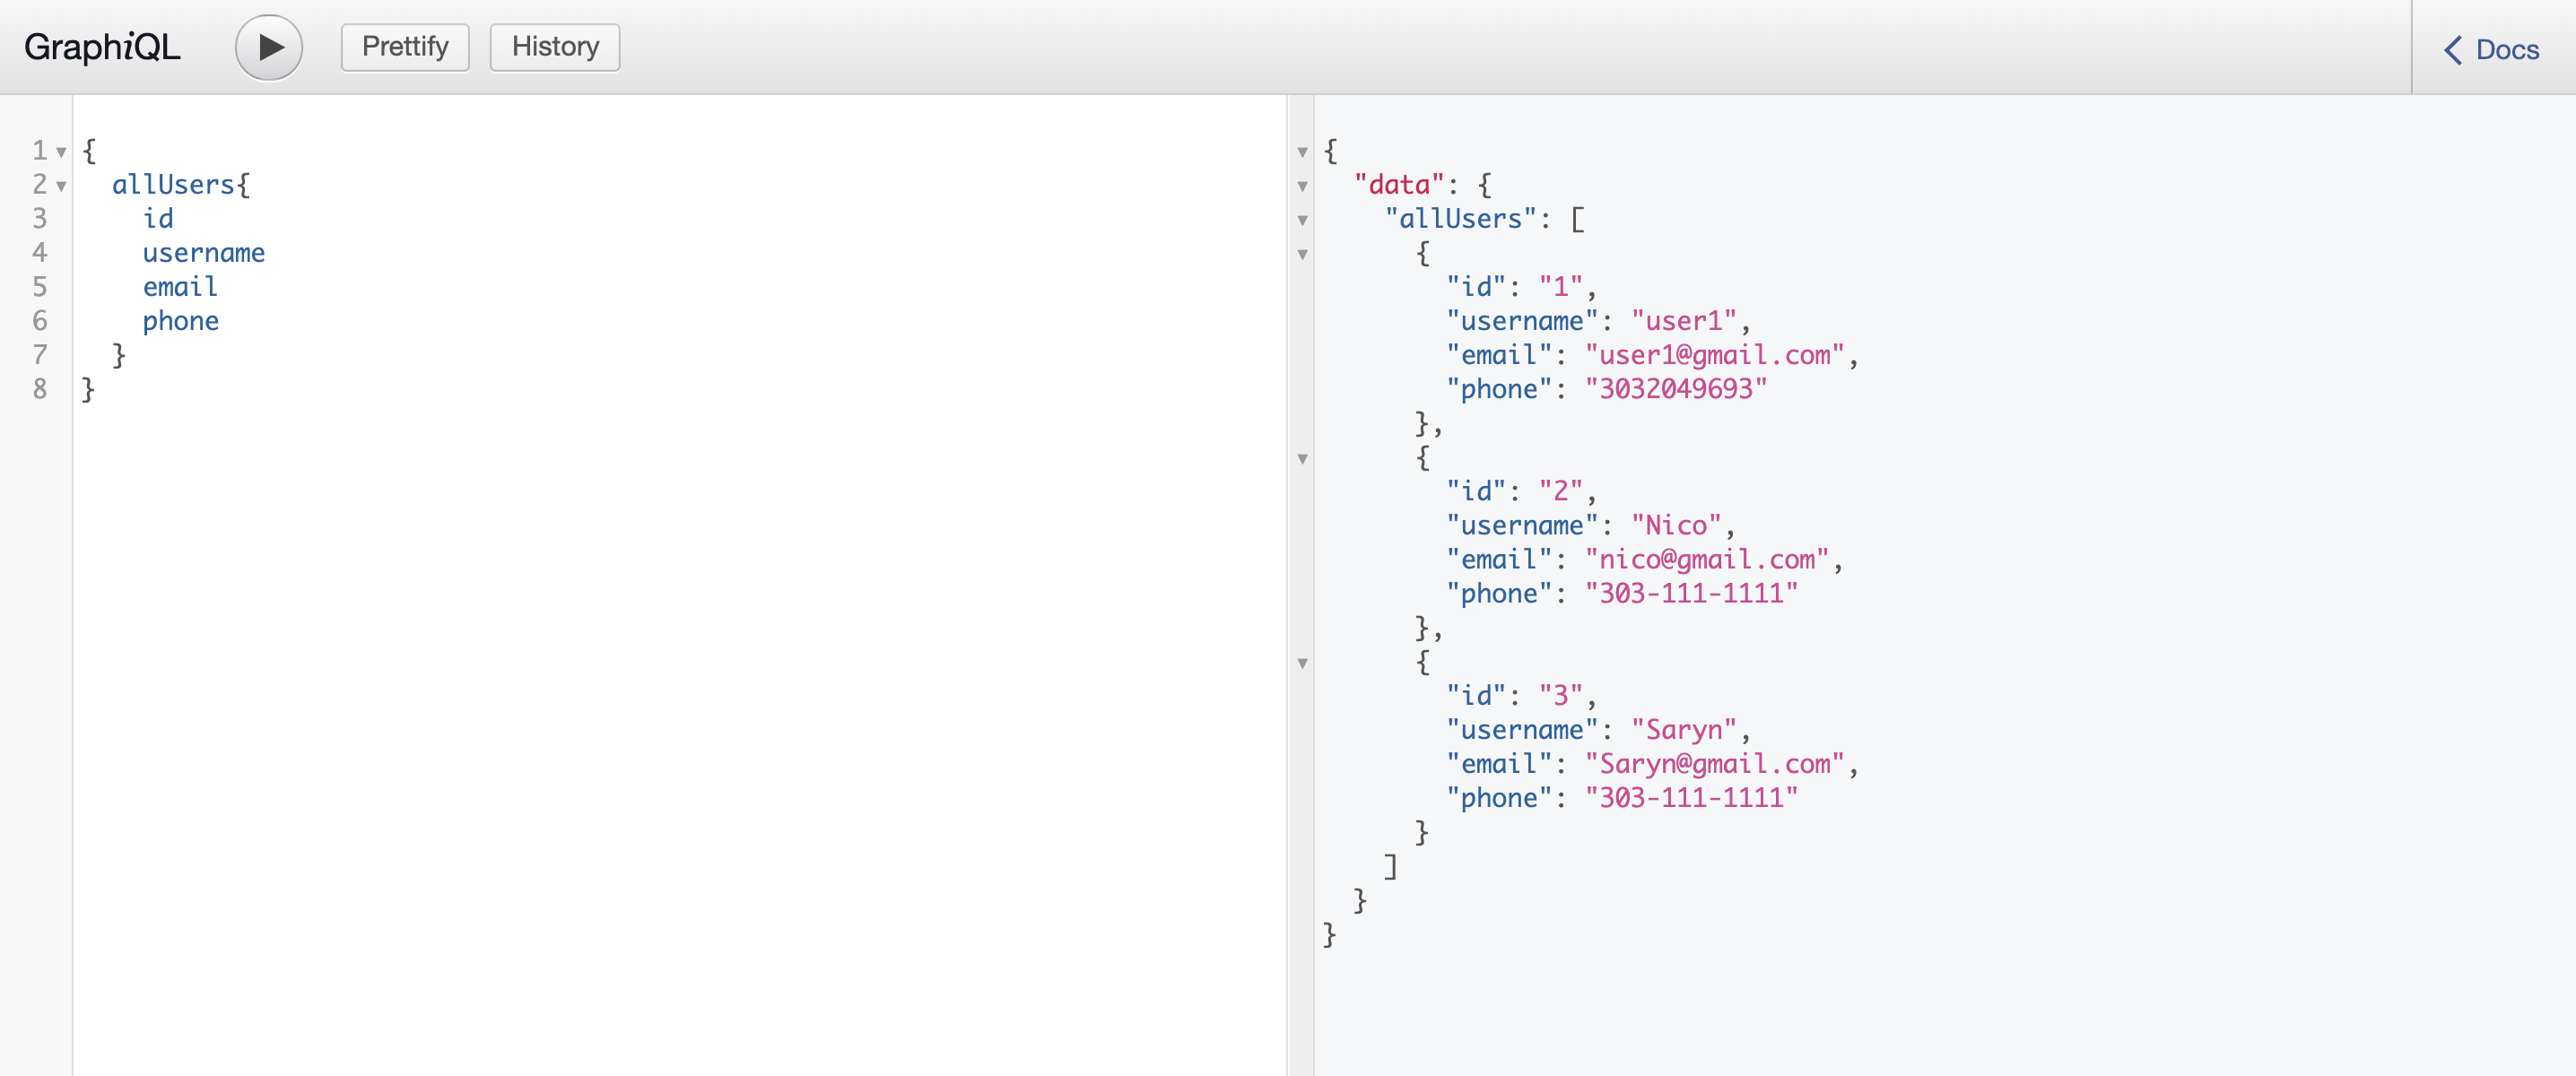 GraphiQL Prettify History Docs
1 {
2 allUsers{
3 id
4 username
5 email
6 phone
7 }
8 }
{
"data": {
"allUsers": [
{
"id": "1",
"username": "user1",
"email": "user1@gmail.com",
"phone": "3032049693"
},
{
"id": "2",
"username": "Nico",
"email": "nico@gmail.com",
"phone": "303-111-1111"
},
{
"id": "3",
"username": "Saryn",
"email": "Saryn@gmail.com",
"phone": "303-111-1111"
}
]
}
}